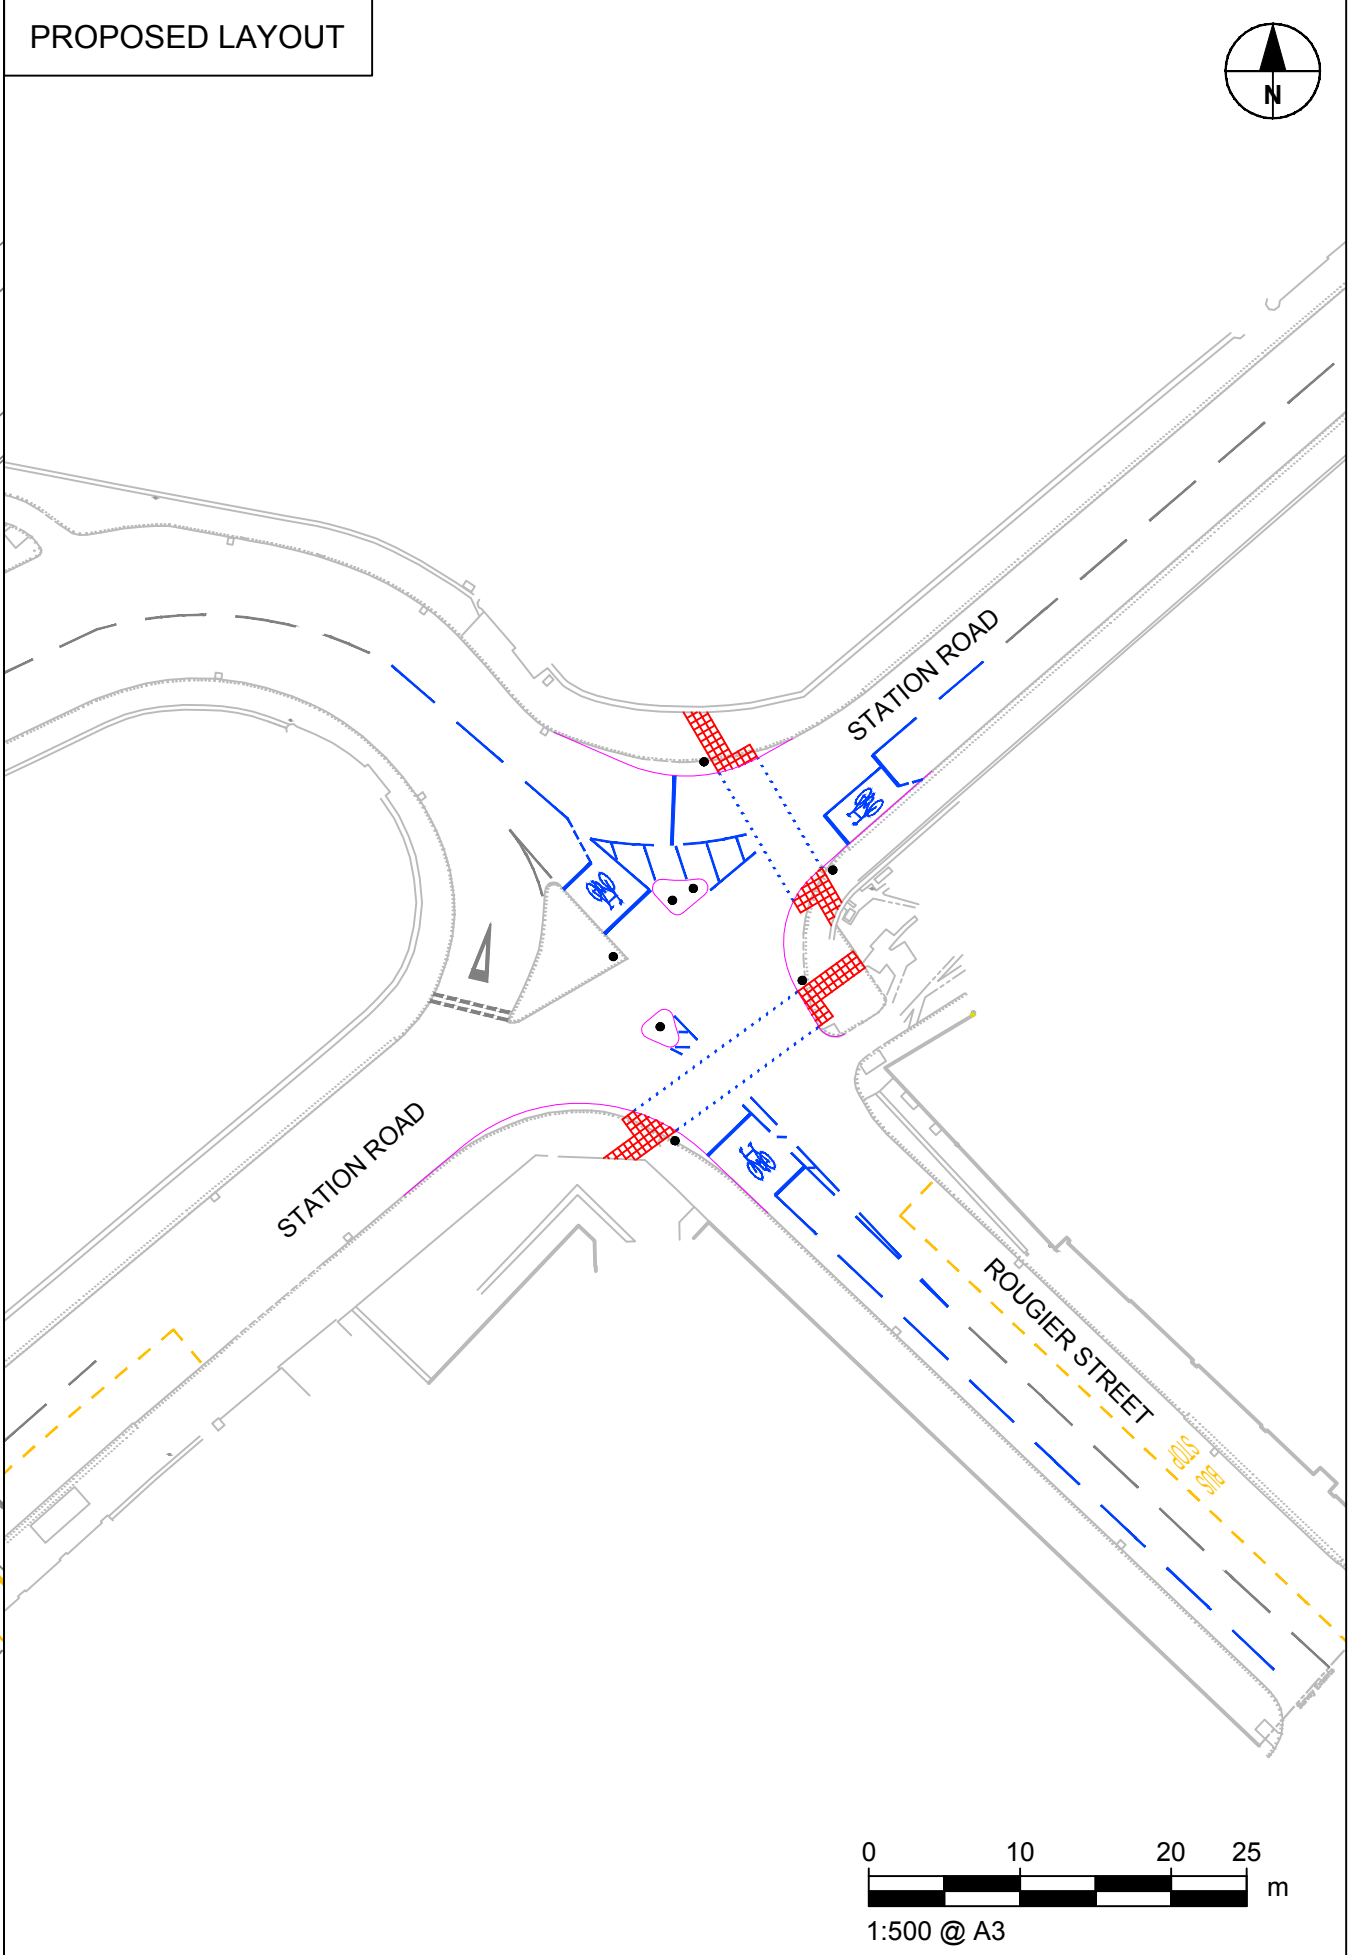 PROPOSED LAYOUT
N
STATION ROAD
STATION ROAD
ROUGIER STREET
BUS
STOP
0 10 20 25
m
1:500 @ A3